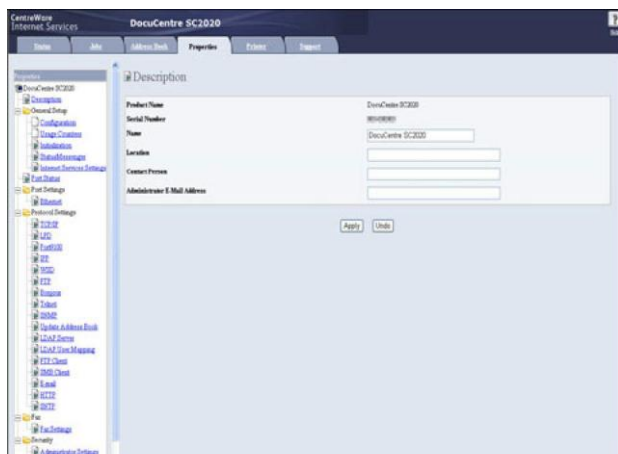 CentreWare
Internet Services
DocuCentre SC2020
Status
Jobs
Address Book
Properties
Printer
Support
Properties
DocuCentre SC2020
Description
General Setup
Configuration
Usage Counters
Initialization
StatusMessenger
Internet Services Settings
Port Status
Port Settings
Ethernet
Protocol Settings
TCP/IP
LPD
Port9100
IPP
WSD
FTP
Bonjour
Telnet
SNMP
Update Address Book
LDAP Server
LDAP User Mapping
FTP Client
SMB Client
E-mail
HTTP
SNTP
Fax
Fax Settings
Security
Administrator Settings
Description
Product Name
DocuCentre SC2020
Serial Number
Name
DocuCentre SC2020
Location
Contact Person
Administrator E-Mail Address
Apply
Undo